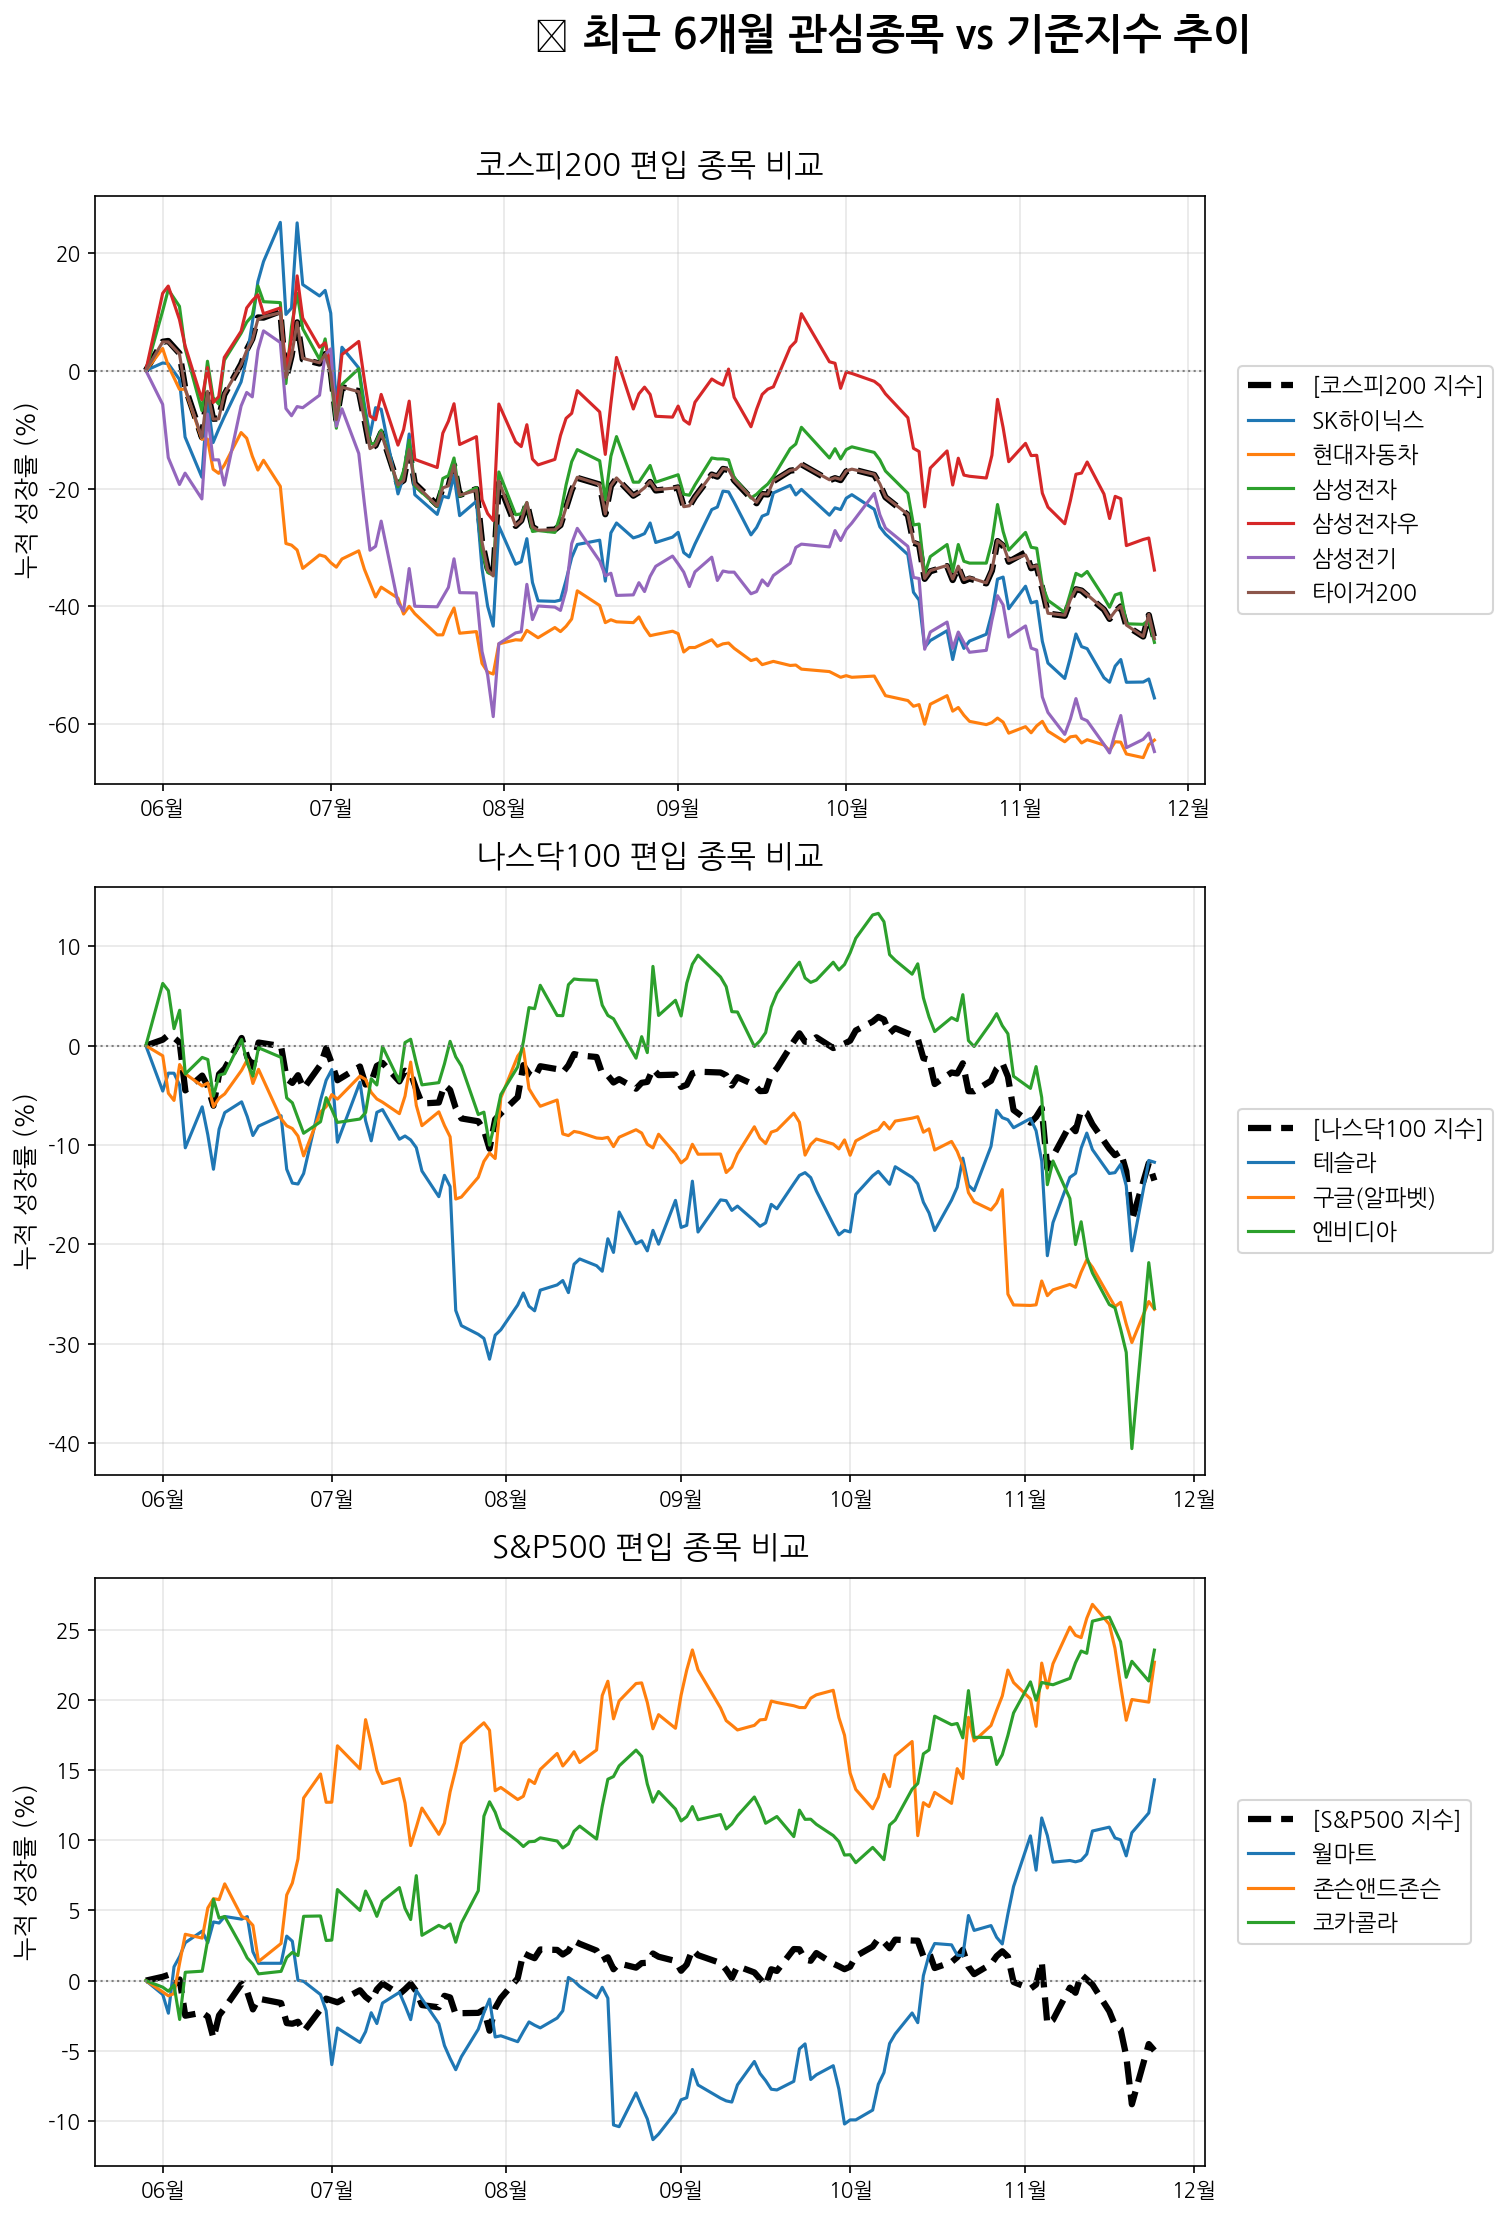 최근 6개월 관심종목 vs 기준지수 추이
코스피200 편입 종목 비교
누적 성장률 (%)
20
0
-20
-40
-60
06월 07월 08월 09월 10월 11월 12월
[코스피200 지수]
SK하이닉스
현대자동차
삼성전자
삼성전자우
삼성전기
타이거200
나스닥100 편입 종목 비교
누적 성장률 (%)
10
0
-10
-20
-30
-40
06월 07월 08월 09월 10월 11월 12월
[나스닥100 지수]
테슬라
구글(알파벳)
엔비디아
S&P500 편입 종목 비교
누적 성장률 (%)
25
20
15
10
5
0
-5
-10
06월 07월 08월 09월 10월 11월 12월
[S&P500 지수]
월마트
존슨앤드존슨
코카콜라